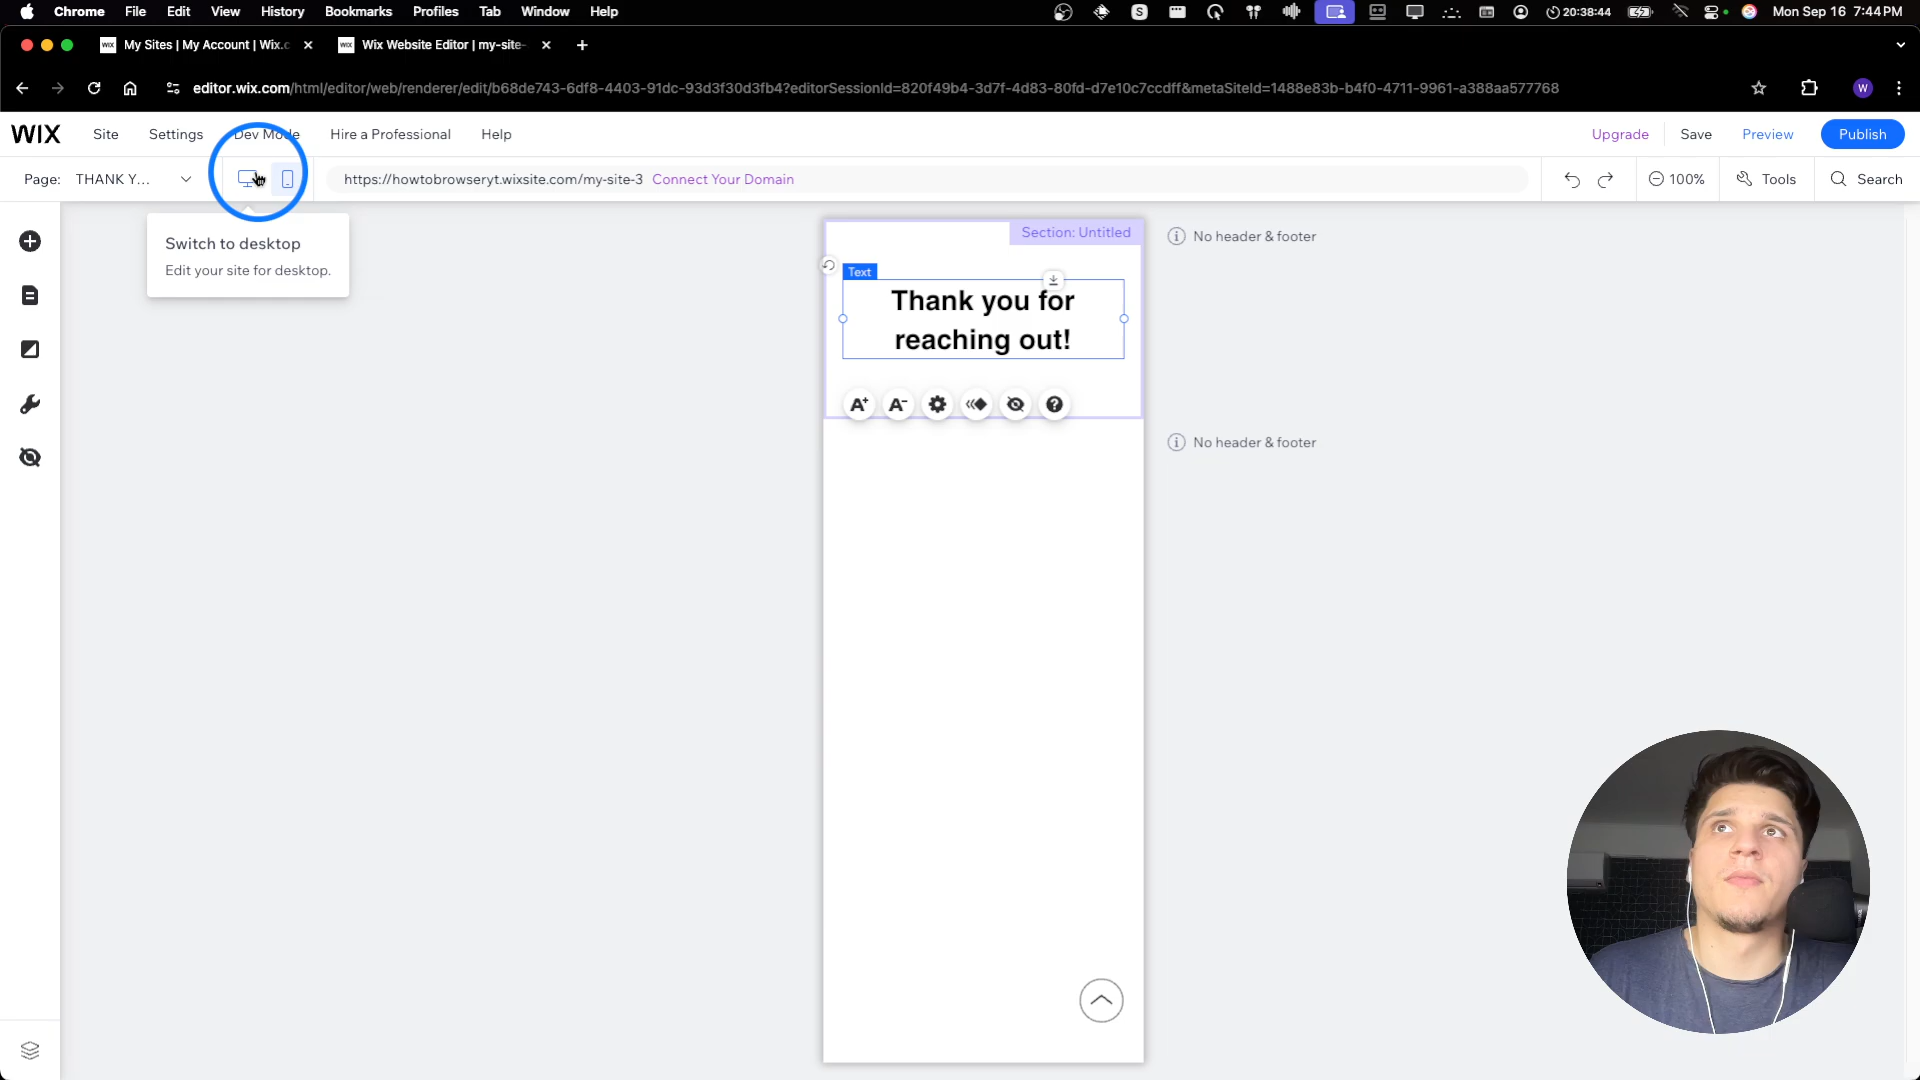 Chrome File Edit View History Bookmarks Profiles Tab Window Help
20:38:44
Mon Sep 16 7:44 PM
My Sites | My Account | Wix.c
Wix Website Editor | my-site-
editor.wix.com/html/editor/web/renderer/edit/b68de743-6df8-4403-91dc-93d3f30d3fb4?editorSessionId=820f49b4-3d7f-4d83-80fd-d7e10c7ccdff&metaSiteId=1488e83b-b4f0-4711-9961-a388aa577768
W
WIX Site Settings Dev Mode Hire a Professional Help
Upgrade Save Preview Publish
Page: THANK Y...
https://howtobrowseryt.wixsite.com/my-site-3 Connect Your Domain
100% Tools Search
Switch to desktop
Edit your site for desktop.
Section: Untitled
No header & footer
Text
Thank you for
reaching out!
No header & footer